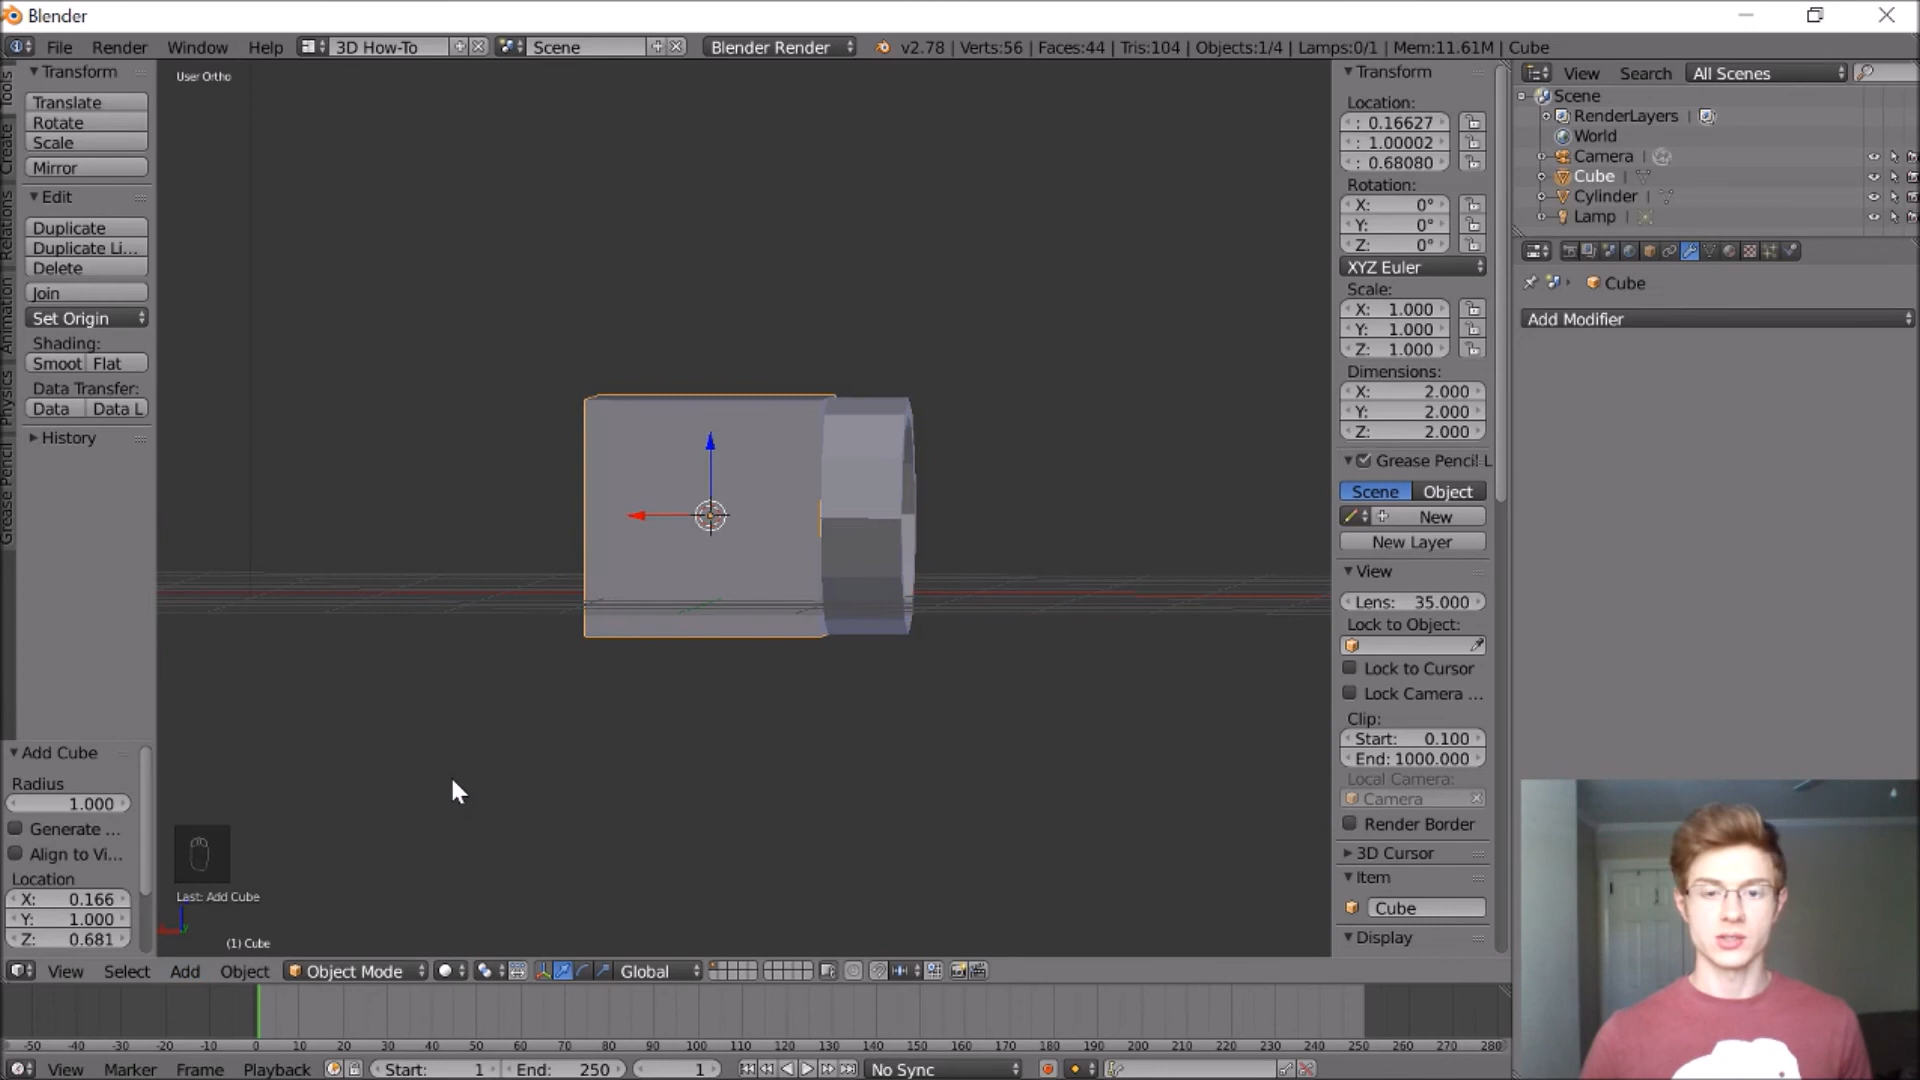 Blender
File Render Window Help 3D How-To Scene Blender Render v2.78 | Verts:56 | Faces:44 | Tris:104 | Objects:1/4 | Lamps:0/1 | Mem:11.61M | Cube
Tools
Create
Relations
Animation
Physics
Grease Pencil
Transform
Translate
Rotate
Scale
Mirror
Edit
Duplicate
Duplicate Li...
Delete
Join
Set Origin
Shading:
Smoot Flat
Data Transfer:
Data Data L
History
Add Cube
Radius
1.000
Generate ...
Align to Vi...
Location
X: 0.166
Y: 1.000
Z: 0.681
User Ortho
Last: Add Cube
(1) Cube
Transform
Location:
: 0.16627
: 1.00002
: 0.68080
Rotation:
X: 0°
Y: 0°
Z: 0°
XYZ Euler
Scale:
X: 1.000
Y: 1.000
Z: 1.000
Dimensions:
X: 2.000
Y: 2.000
Z: 2.000
Grease Pencil L
Scene Object
New
New Layer
View
Lens: 35.000
Lock to Object:
Lock to Cursor
Lock Camera ...
Clip:
Start: 0.100
End: 1000.000
Local Camera:
Camera
Render Border
3D Cursor
Item
Cube
Display
View Search All Scenes
Scene
RenderLayers
World
Camera
Cube
Cylinder
Lamp
Cube
Add Modifier
View Select Add Object Object Mode Global
-50 -40 -30 -20 -10 0 10 20 30 40 50 60 70 80 90 100 110 120 130 140 150 160 170 180 190 200 210 220 230 240 250 260 270 280
View Marker Frame Playback Start: 1 End: 250 1 No Sync